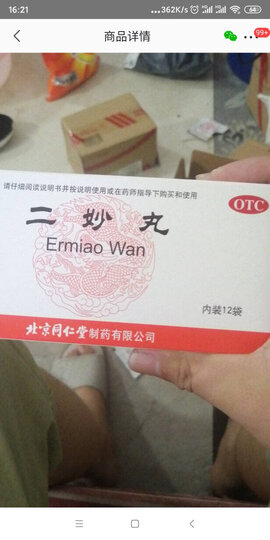 16:21
...362K/s
64
商品详情
99+
请仔细阅读说明书并按说明使用或在药师指导下购买和使用
OTC
二妙丸
Ermiao Wan
内装12袋
北京同仁堂制药有限公司